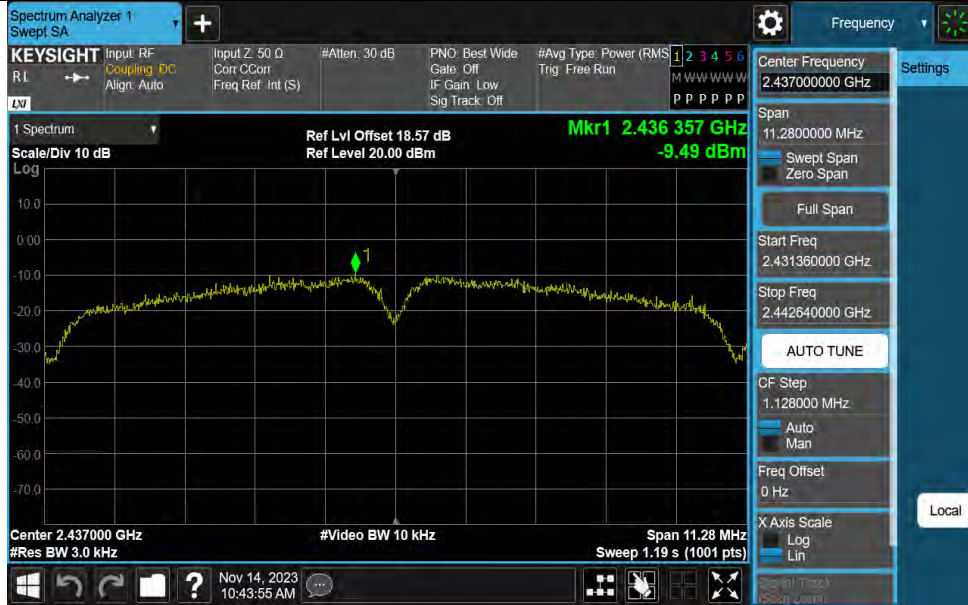 Spectrum Analyzer 1
Swept SA
Frequency
KEYSIGHT
RL
LXI
Input: RF
Coupling: DC
Align: Auto
Input Z: 50 Ω
Corr CCorr
Freq Ref: Int (S)
#Atten: 30 dB
PNO: Best Wide
Gate: Off
IF Gain: Low
Sig Track: Off
#Avg Type: Power (RMS
Trig: Free Run
1 2 3 4 5 6
M W W W W W
P P P P P P
1 Spectrum
Scale/Div 10 dB
Log
Ref Lvl Offset 18.57 dB
Ref Level 20.00 dBm
Mkr1 2.436 357 GHz
-9.49 dBm
10.0
0.00
-10.0
-20.0
-30.0
-40.0
-50.0
-60.0
-70.0
1
Center 2.437000 GHz
#Res BW 3.0 kHz
#Video BW 10 kHz
Span 11.28 MHz
Sweep 1.19 s (1001 pts)
Center Frequency
2.437000000 GHz
Span
11.2800000 MHz
Swept Span
Zero Span
Full Span
Start Freq
2.431360000 GHz
Stop Freq
2.442640000 GHz
AUTO TUNE
CF Step
1.128000 MHz
Auto
Man
Freq Offset
0 Hz
X Axis Scale
Log
Lin
Signal Track
(Span Zoom)
Settings
Local
?
Nov 14, 2023
10:43:55 AM